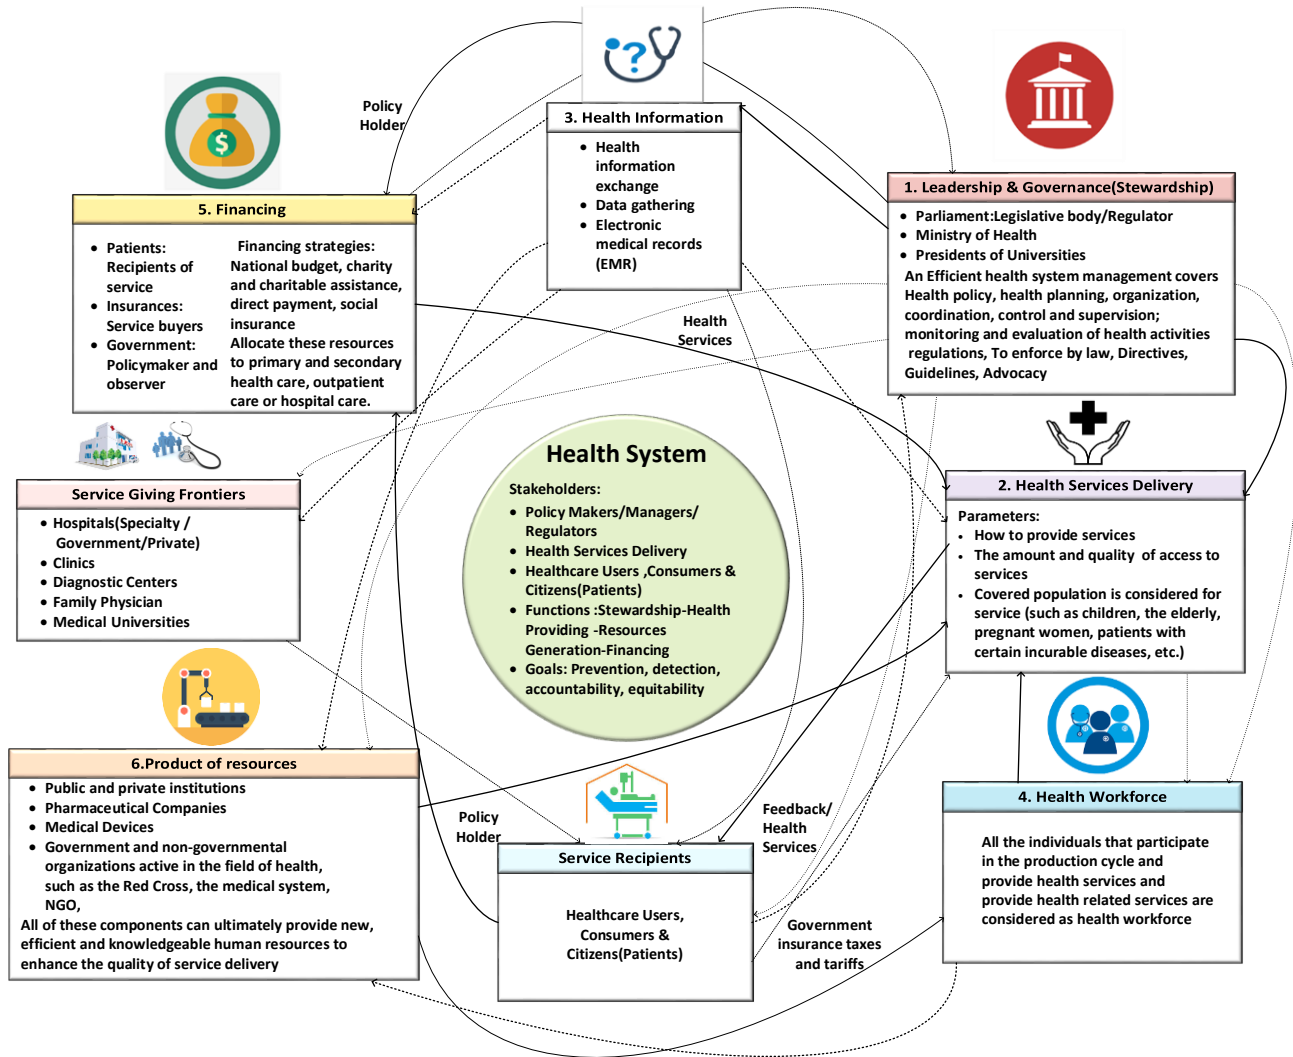 Policy
Holder
3. Health Information
• Health
information
exchange
• Data gathering
• Electronic
medical records
(EMR)
1. Leadership & Governance(Stewardship)
• Parliament:Legislative body/Regulator
• Ministry of Health
• Presidents of Universities
An Efficient health system management covers
Health policy, health planning, organization,
coordination, control and supervision;
monitoring and evaluation of health activities
regulations, To enforce by law, Directives,
Guidelines, Advocacy
$
5. Financing
• Patients:
Recipients of
service
• Insurances:
Service buyers
• Government:
Policymaker and
observer
Financing strategies:
National budget, charity
and charitable assistance,
direct payment, social
insurance
Allocate these resources
to primary and secondary
health care, outpatient
care or hospital care.
Health
Services
Service Giving Frontiers
• Hospitals(Specialty /
Government/Private)
• Clinics
• Diagnostic Centers
• Family Physician
• Medical Universities
Health System
Stakeholders:
• Policy Makers/Managers/
Regulators
• Health Services Delivery
• Healthcare Users ,Consumers &
Citizens(Patients)
• Functions :Stewardship-Health
Providing -Resources
Generation-Financing
• Goals: Prevention, detection,
accountability, equitability
2. Health Services Delivery
Parameters:
• How to provide services
• The amount and quality of access to
services
• Covered population is considered for
service (such as children, the elderly,
pregnant women, patients with
certain incurable diseases, etc.)
6.Product of resources
• Public and private institutions
• Pharmaceutical Companies
• Medical Devices
• Government and non-governmental
organizations active in the field of health,
such as the Red Cross, the medical system,
NGO,
All of these components can ultimately provide new,
efficient and knowledgeable human resources to
enhance the quality of service delivery
Policy
Holder
Service Recipients
Healthcare Users,
Consumers &
Citizens(Patients)
Feedback/
Health
Services
Government
insurance taxes
and tariffs
4. Health Workforce
All the individuals that participate
in the production cycle and
provide health services and
provide health related services are
considered as health workforce